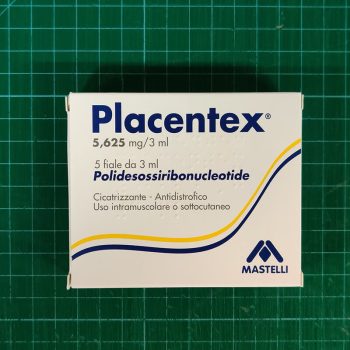 Placentex®
5,625 mg/3 ml
5 fiale da 3 ml
Polidesossiribonucleotide
Cicatrizzante - Antidistrofico
Uso intramuscolare o sottocutaneo
MASTELLI